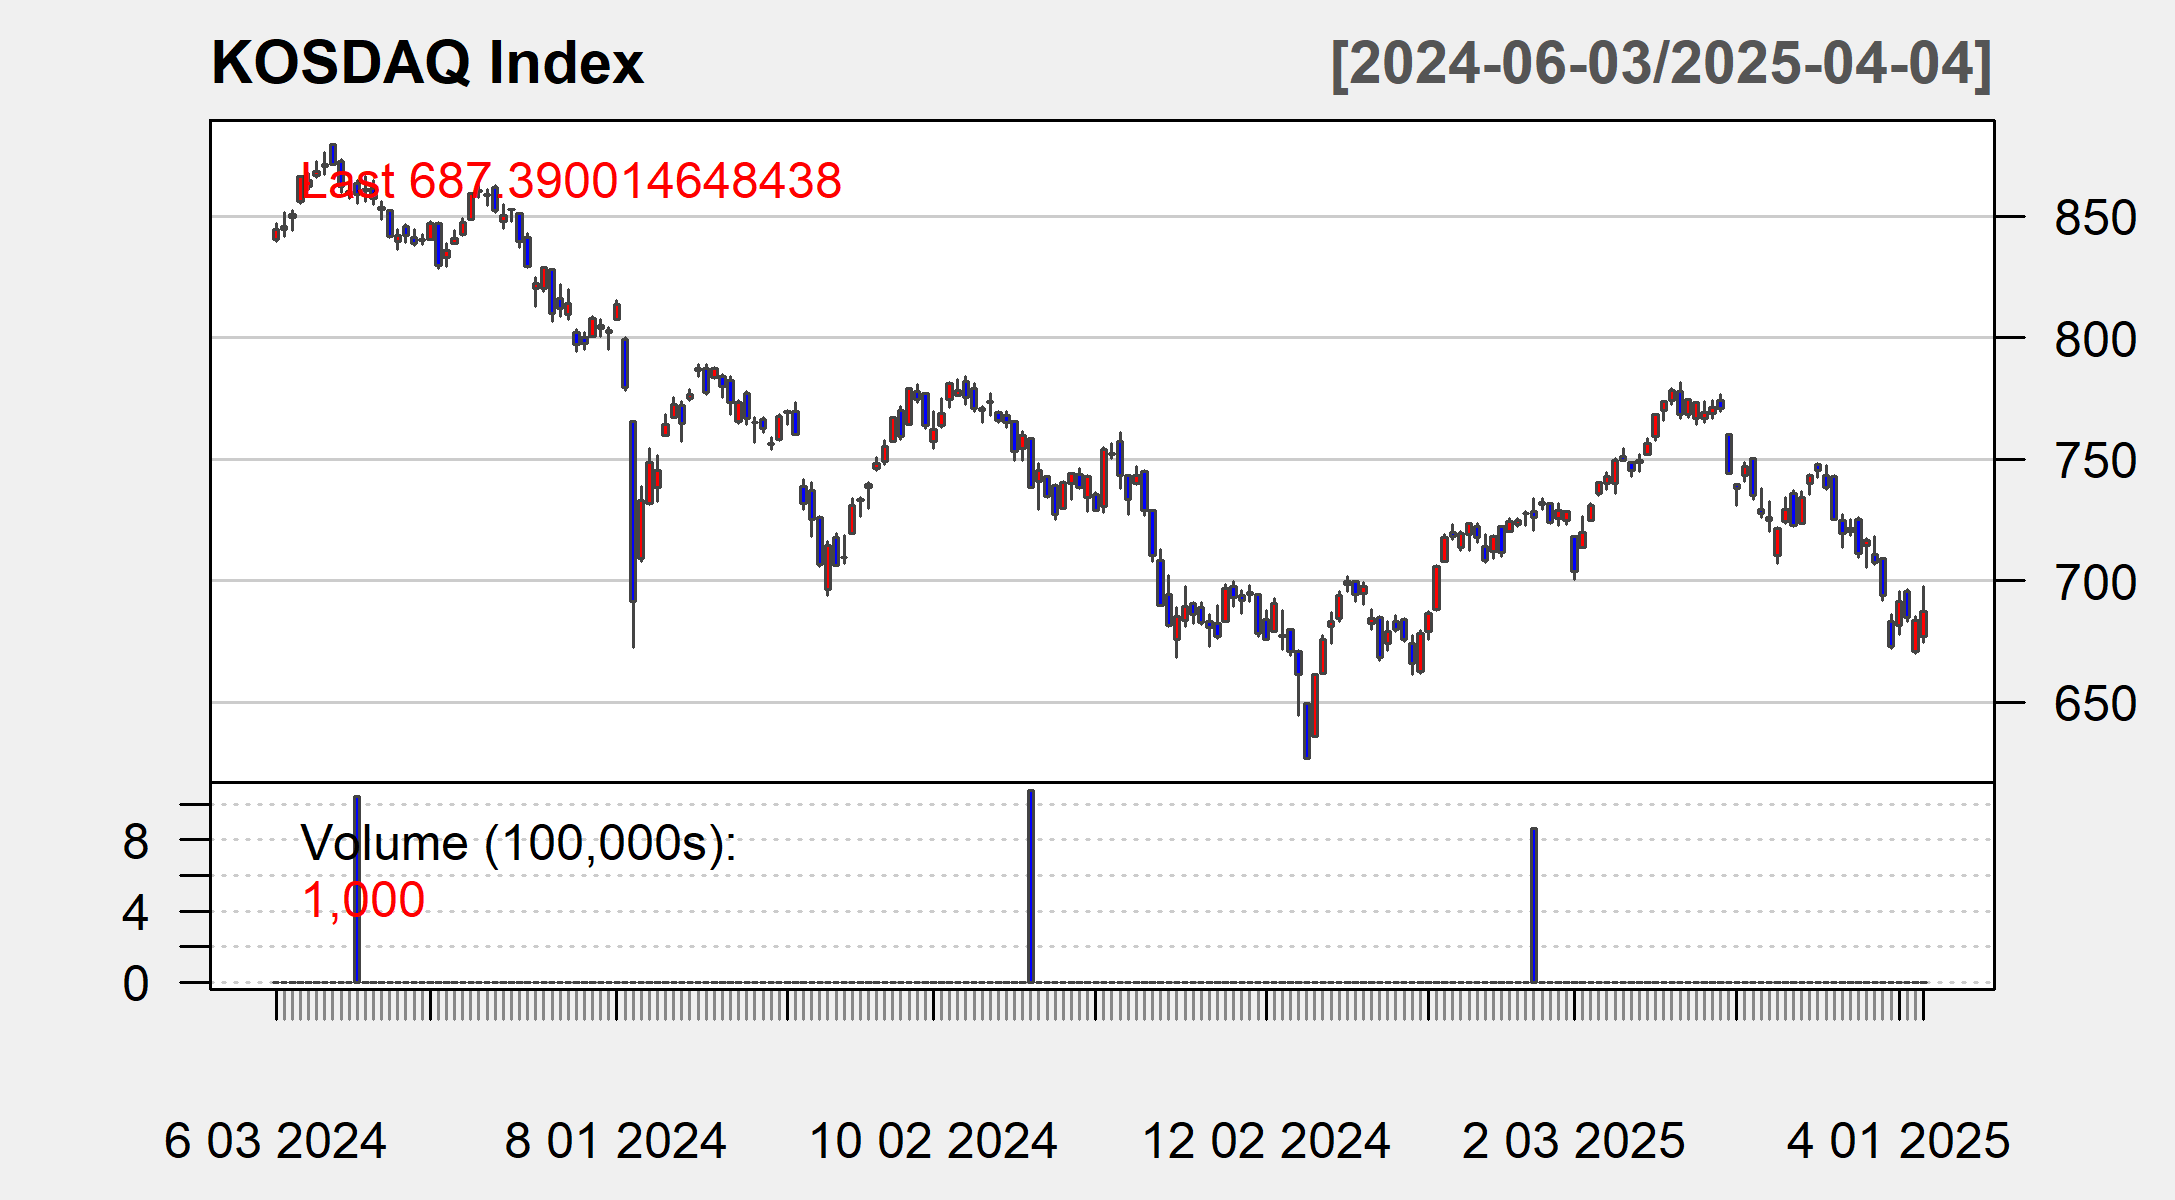 KOSDAQ Index
[2024-06-03/2025-04-04]
Last 687.390014648438
850
800
750
700
650
Volume (100,000s):
1,000
8
4
0
6 03 2024
8 01 2024
10 02 2024
12 02 2024
2 03 2025
4 01 2025